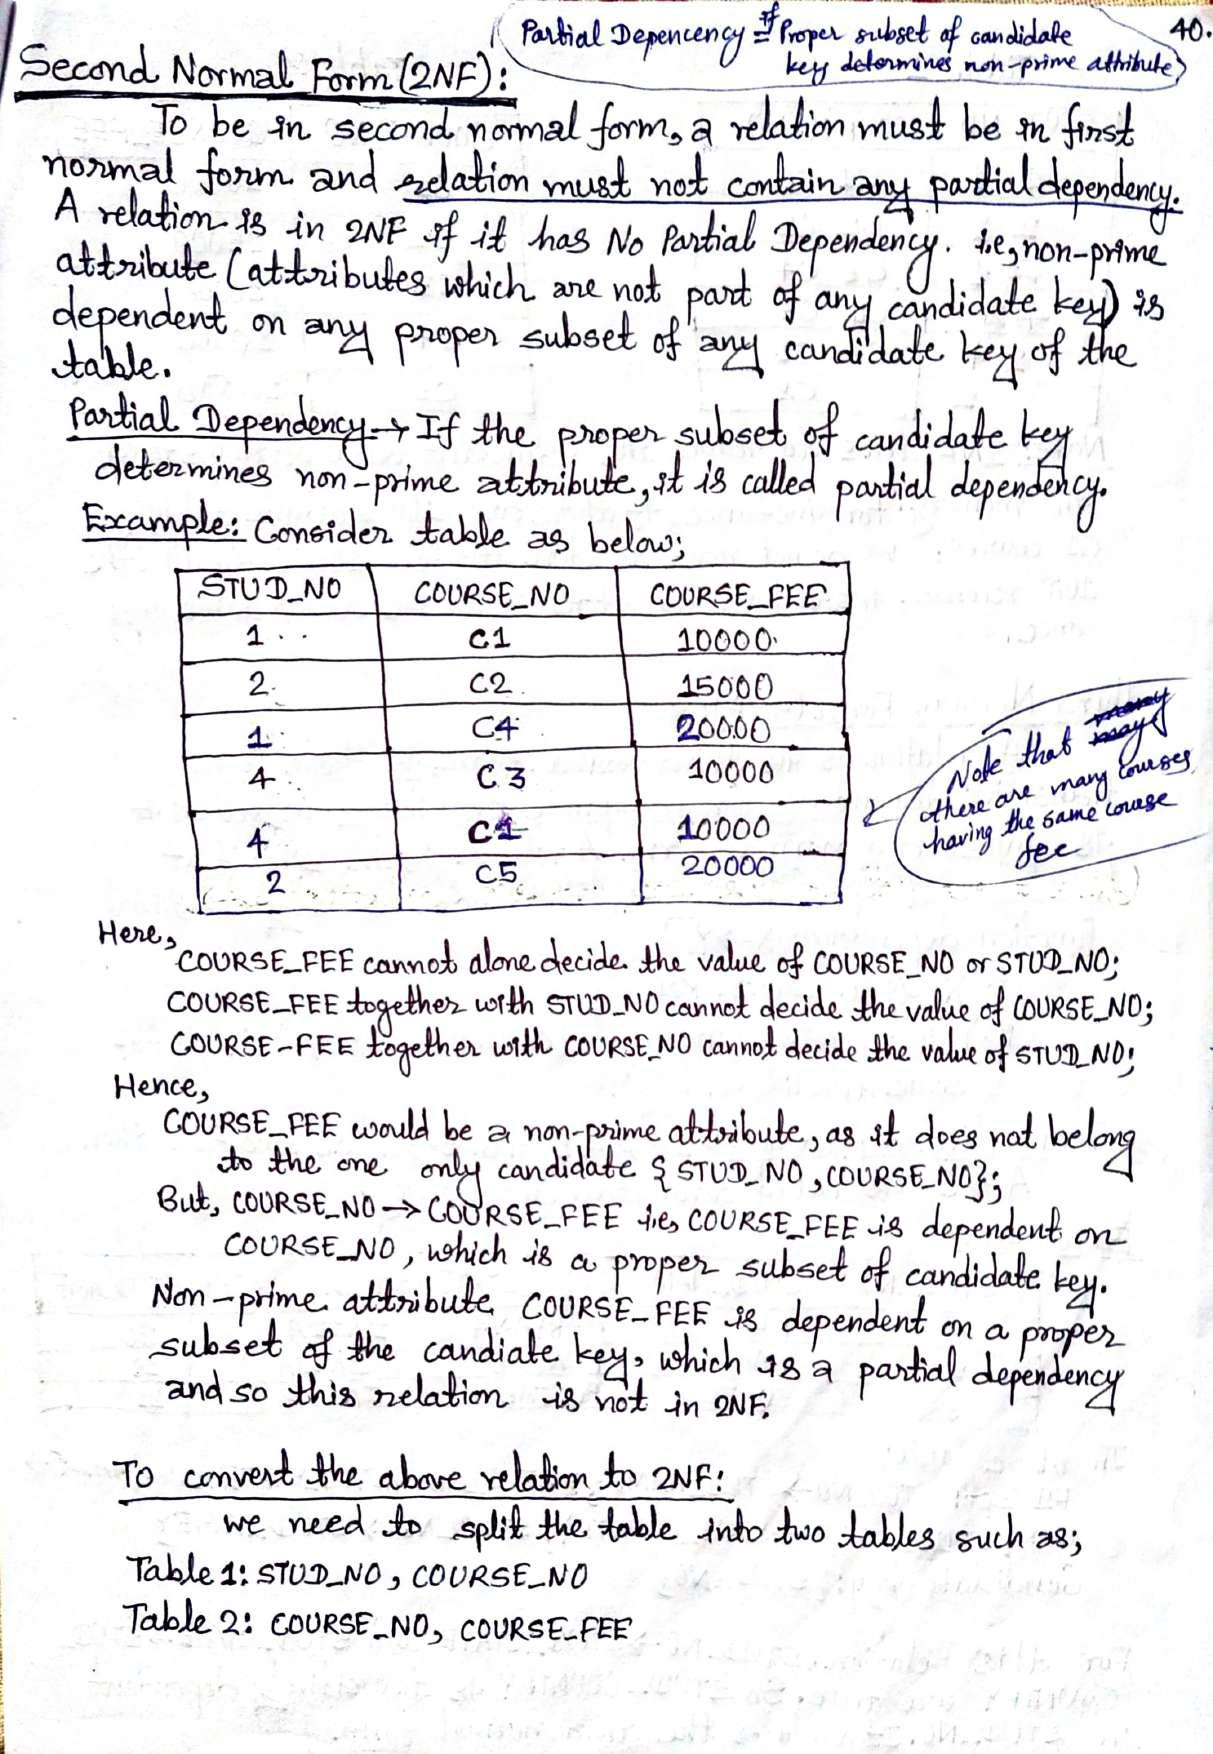 Partial Depencency = if Proper subset of candidate
key determines non-prime attribute
40.
Second Normal Form (2NF):
To be in second normal form, a relation must be in first
normal form and relation must not contain any partial dependency.
A relation is in 2NF if it has No Partial Dependency. i.e, non-prime
attribute (attributes which are not part of any candidate key) is
dependent on any proper subset of any candidate key of the
table.
Partial Dependency → If the proper subset of candidate key
determines non-prime attribute, it is called partial dependency.
Example: Consider table as below;
STUD_NO COURSE_NO COURSE_FEE
1 C1 10000
2 C2 15000
1 C4 20000
4 C3 10000
4 C1 10000
2 C5 20000
Note that
there are many courses
having the same course
fee
Here,
COURSE_FEE cannot alone decide the value of COURSE_NO or STUD_NO;
COURSE_FEE together with STUD_NO cannot decide the value of COURSE_NO;
COURSE-FEE together with COURSE_NO cannot decide the value of STUD_NO;
Hence,
COURSE_FEE would be a non-prime attribute, as it does not belong
to the one only candidate {STUD_NO, COURSE_NO};
But, COURSE_NO → COURSE_FEE i.e, COURSE_FEE is dependent on
COURSE_NO, which is a proper subset of candidate key.
Non-prime attribute COURSE_FEE is dependent on a proper
subset of the candiate key, which is a partial dependency
and so this relation is not in 2NF.
To convert the above relation to 2NF:
we need to split the table into two tables such as;
Table 1: STUD_NO, COURSE_NO
Table 2: COURSE_NO, COURSE_FEE